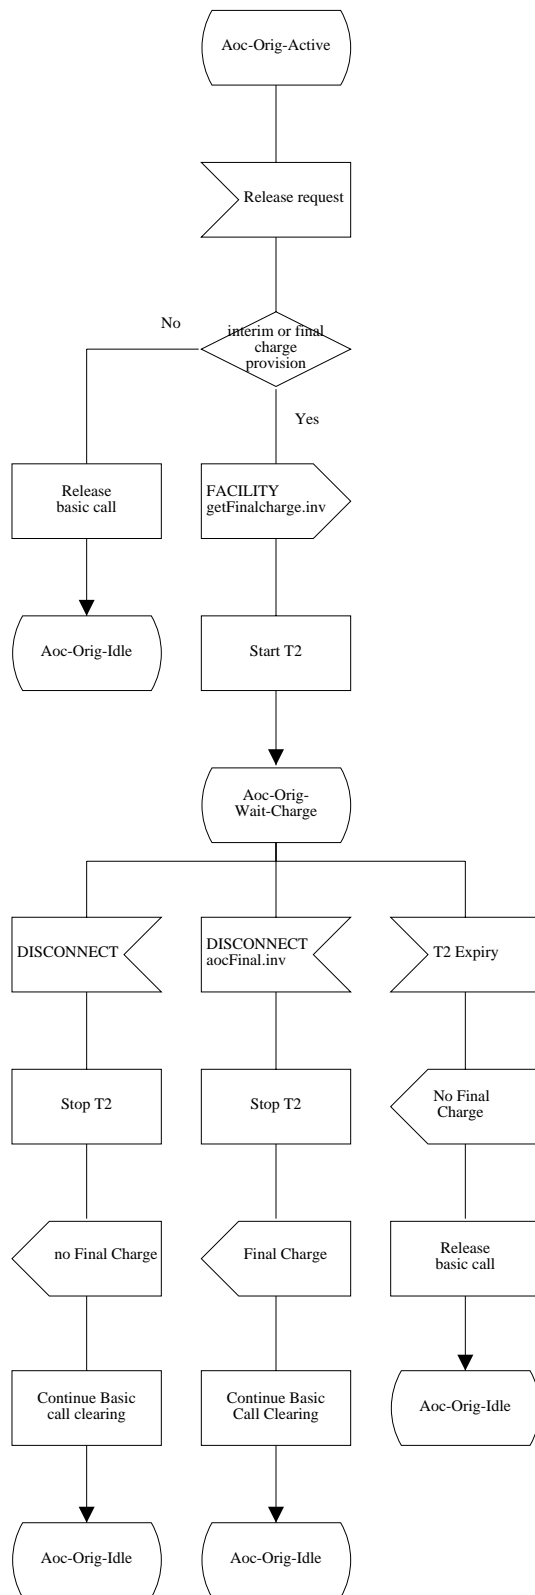 Aoc-Orig-Active
Release request
No
interim or final
charge
provision
Yes
Release
basic call
FACILITY
getFinalcharge.inv
Aoc-Orig-Idle
Start T2
Aoc-Orig-
Wait-Charge
DISCONNECT
DISCONNECT
aocFinal.inv
T2 Expiry
Stop T2
Stop T2
No Final
Charge
no Final Charge
Final Charge
Release
basic call
Continue Basic
call clearing
Continue Basic
Call Clearing
Aoc-Orig-Idle
Aoc-Orig-Idle
Aoc-Orig-Idle